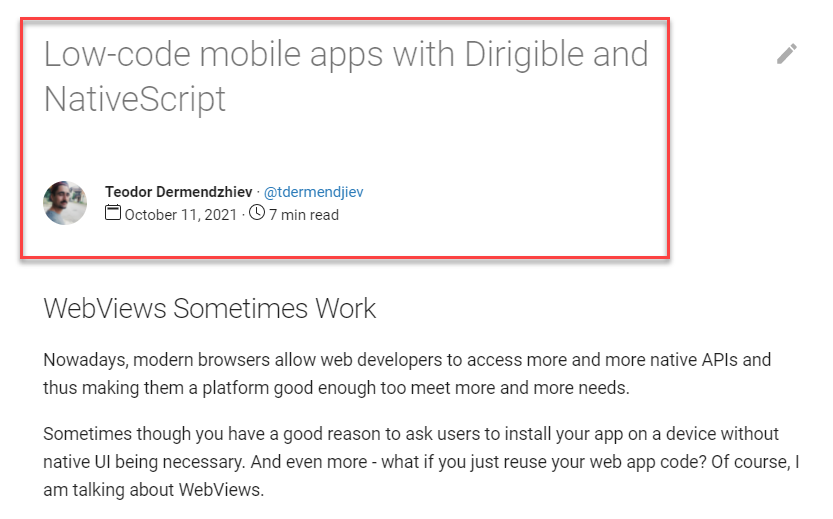 Low-code mobile apps with Dirigible and
NativeScript
Teodor Dermendzhiev · @tdermendjiev
October 11, 2021 · 7 min read
WebViews Sometimes Work
Nowadays, modern browsers allow web developers to access more and more native APIs and
thus making them a platform good enough too meet more and more needs.
Sometimes though you have a good reason to ask users to install your app on a device without
native UI being necessary. And even more - what if you just reuse your web app code? Of course, I
am talking about WebViews.